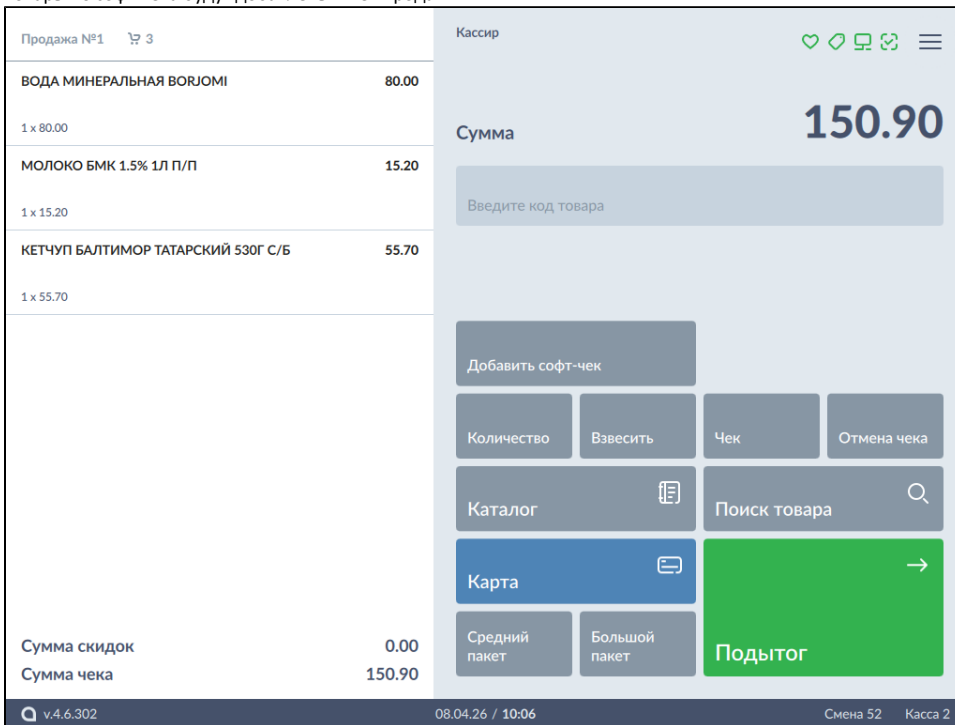 Продажа №1 3
ВОДА МИНЕРАЛЬНАЯ BORJOMI 80.00
1 x 80.00
МОЛОКО БМК 1.5% 1Л П/П 15.20
1 x 15.20
КЕТЧУП БАЛТИМОР ТАТАРСКИЙ 530Г С/Б 55.70
1 x 55.70
Сумма скидок 0.00
Сумма чека 150.90
Кассир
Сумма 150.90
Введите код товара
Добавить софт-чек
Количество Взвесить Чек Отмена чека
Каталог Поиск товара
Карта
Средний пакет
Большой пакет
Подытог
v.4.6.302 08.04.26 / 10:06 Смена 52 Касса 2